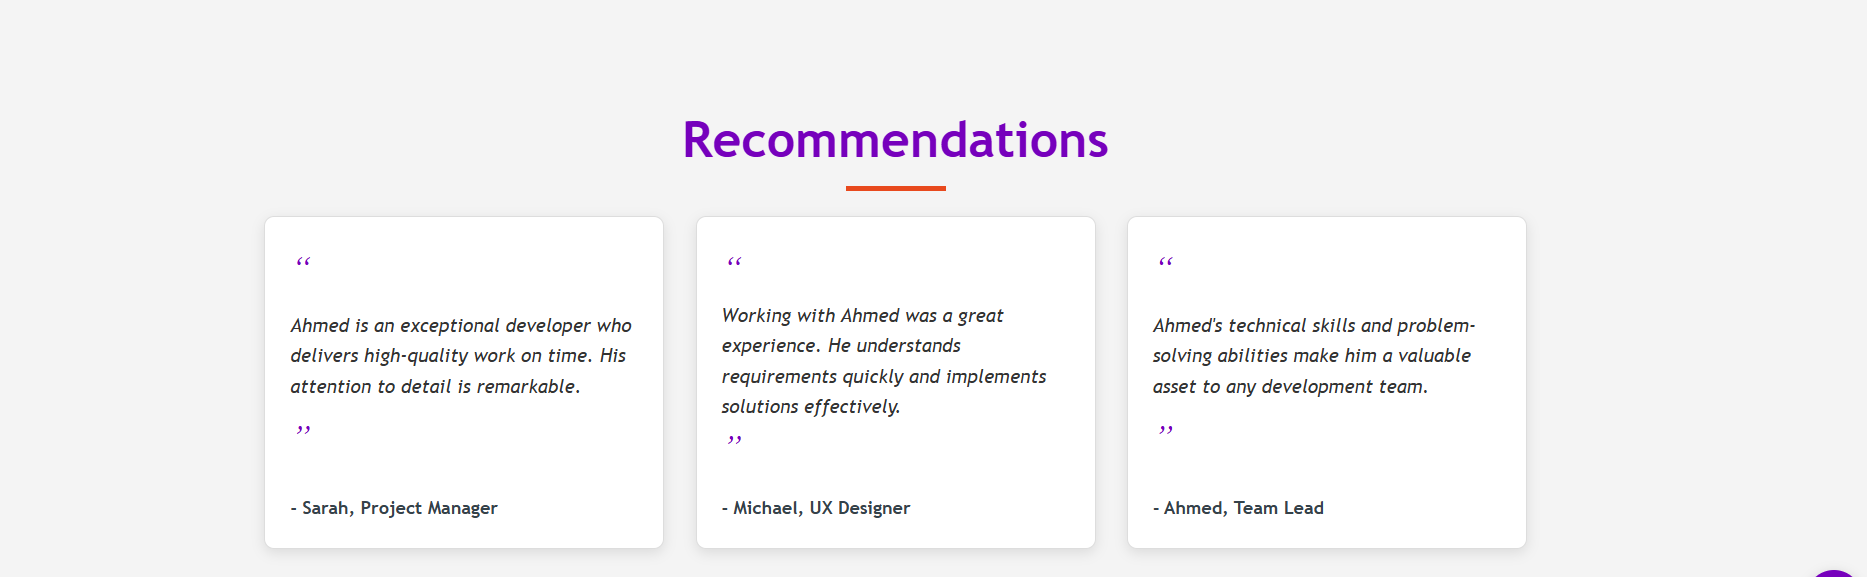 Recommendations
“
Ahmed is an exceptional developer who
delivers high-quality work on time. His
attention to detail is remarkable.
”
- Sarah, Project Manager
“
Working with Ahmed was a great
experience. He understands
requirements quickly and implements
solutions effectively.
”
- Michael, UX Designer
“
Ahmed's technical skills and problem-
solving abilities make him a valuable
asset to any development team.
”
- Ahmed, Team Lead